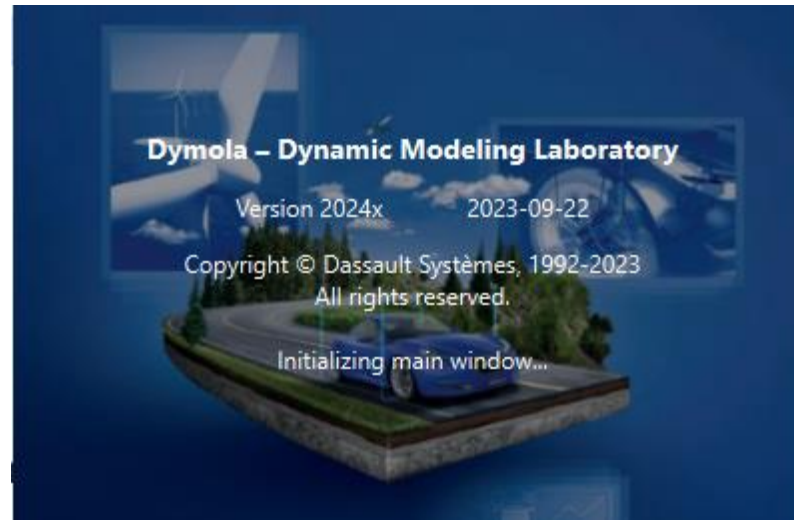 Dymola – Dynamic Modeling Laboratory
Version 2024x 2023-09-22
Copyright © Dassault Systèmes, 1992-2023
All rights reserved.
Initializing main window...